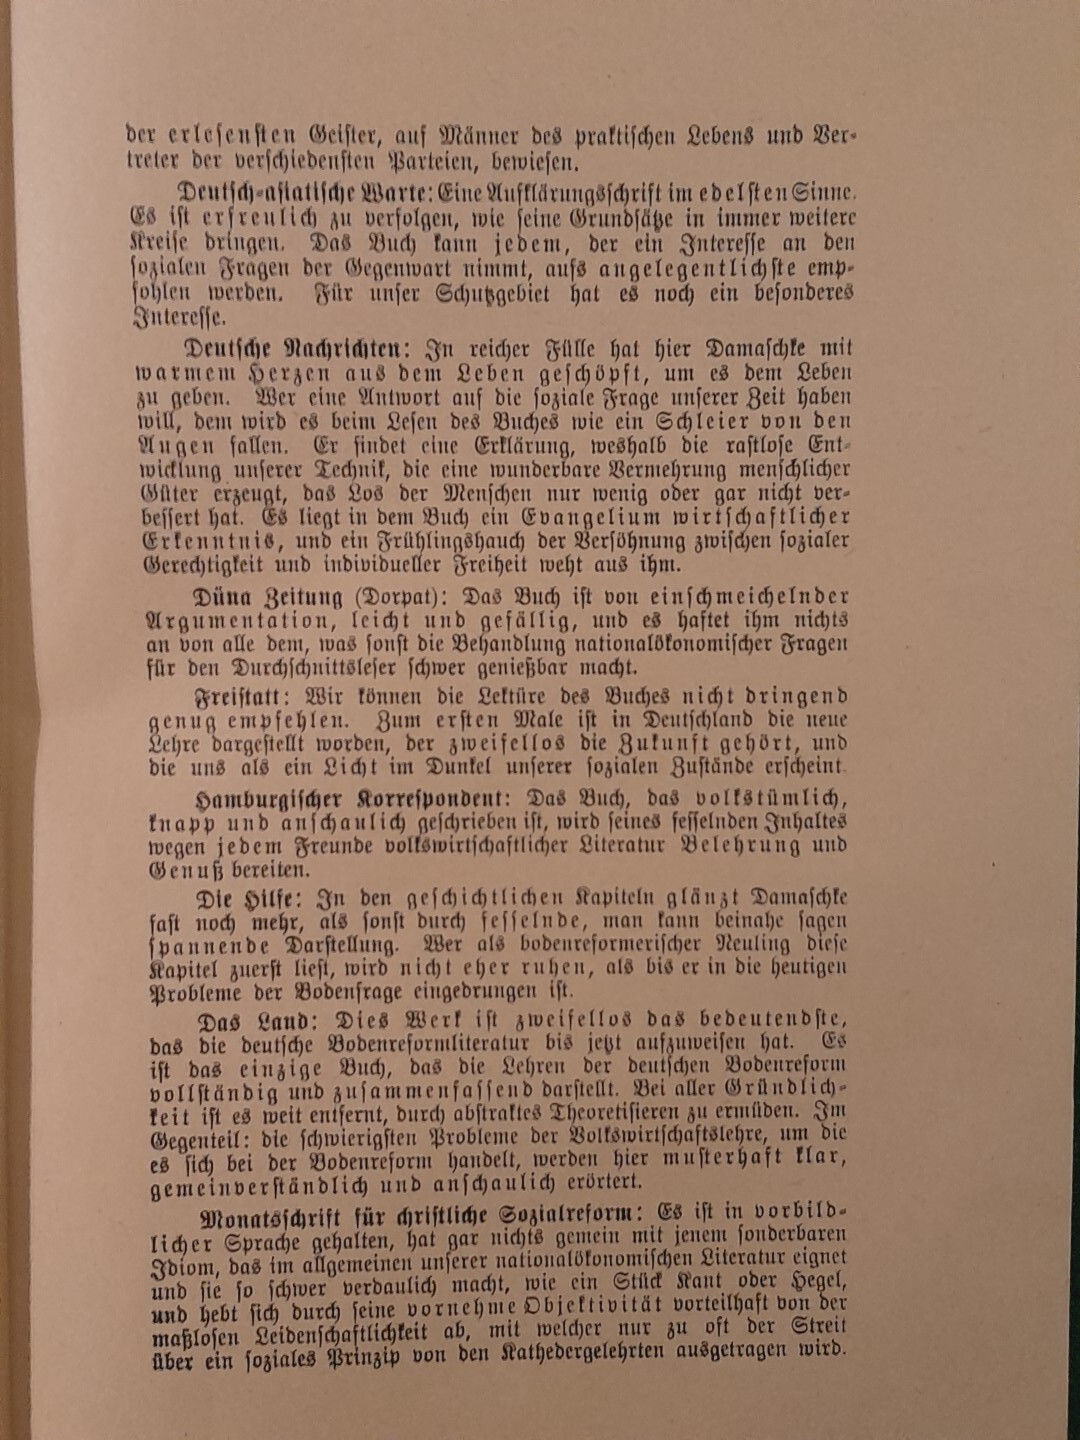 der erlesensten Geister, auf Männer des praktischen Lebens und Ver-
treter der verschiedensten Parteien, bewiesen.
Deutsch-asiatische Warte: Eine Aufklärungsschrift im edelsten Sinne.
Es ist erfreulich zu verfolgen, wie seine Grundsätze in immer weitere
Kreise dringen. Das Buch kann jedem, der ein Interesse an den
sozialen Fragen der Gegenwart nimmt, aufs angelegentlichste emp-
fohlen werden. Für unser Schutzgebiet hat es noch ein besonderes
Interesse.
Deutsche Nachrichten: In reicher Fülle hat hier Damaschke mit
warmem Herzen aus dem Leben geschöpft, um es dem Leben
zu geben. Wer eine Antwort auf die soziale Frage unserer Zeit haben
will, dem wird es beim Lesen des Buches wie ein Schleier von den
Augen fallen. Er findet eine Erklärung, weshalb die rastlose Ent-
wicklung unserer Technik, die eine wunderbare Vermehrung menschlicher
Güter erzeugt, das Los der Menschen nur wenig oder gar nicht ver-
bessert hat. Es liegt in dem Buch ein Evangelium wirtschaftlicher
Erkenntnis, und ein Frühlingshauch der Versöhnung zwischen sozialer
Gerechtigkeit und individueller Freiheit weht aus ihm.
Düna Zeitung (Dorpat): Das Buch ist von einschmeichelnder
Argumentation, leicht und gefällig, und es haftet ihm nichts
an von alle dem, was sonst die Behandlung nationalökonomischer Fragen
für den Durchschnittsleser schwer genießbar macht.
Freistatt: Wir können die Lektüre des Buches nicht dringend
genug empfehlen. Zum ersten Male ist in Deutschland die neue
Lehre dargestellt worden, der zweifellos die Zukunft gehört, und
die uns als ein Licht im Dunkel unserer sozialen Zustände erscheint.
Hamburgischer Korrespondent: Das Buch, das volkstümlich,
knapp und anschaulich geschrieben ist, wird seines fesselnden Inhaltes
wegen jedem Freunde volkswirtschaftlicher Literatur Belehrung und
Genuß bereiten.
Die Hilfe: In den geschichtlichen Kapiteln glänzt Damaschke
fast noch mehr, als sonst durch fesselnde, man kann beinahe sagen
spannende Darstellung. Wer als bodenreformerischer Neuling diese
Kapitel zuerst liest, wird nicht eher ruhen, als bis er in die heutigen
Probleme der Bodenfrage eingedrungen ist.
Das Land: Dies Werk ist zweifellos das bedeutendste,
das die deutsche Bodenreformliteratur bis jetzt aufzuweisen hat. Es
ist das einzige Buch, das die Lehren der deutschen Bodenreform
vollständig und zusammenfassend darstellt. Bei aller Gründlich-
keit ist es weit entfernt, durch abstraktes Theoretisieren zu ermüden. Im
Gegenteil: die schwierigsten Probleme der Volkswirtschaftslehre, um die
es sich bei der Bodenreform handelt, werden hier musterhaft klar,
gemeinverständlich und anschaulich erörtert.
Monatsschrift für christliche Sozialreform: Es ist in vorbild-
licher Sprache gehalten, hat gar nichts gemein mit jenem sonderbaren
Idiom, das im allgemeinen unserer nationalökonomischen Literatur eignet
und sie so schwer verdaulich macht, wie ein Stück Kant oder Hegel,
und hebt sich durch seine vornehme Objektivität vorteilhaft von der
maßlosen Leidenschaftlichkeit ab, mit welcher nur zu oft der Streit
über ein soziales Prinzip von den Kathedergelehrten ausgetragen wird.